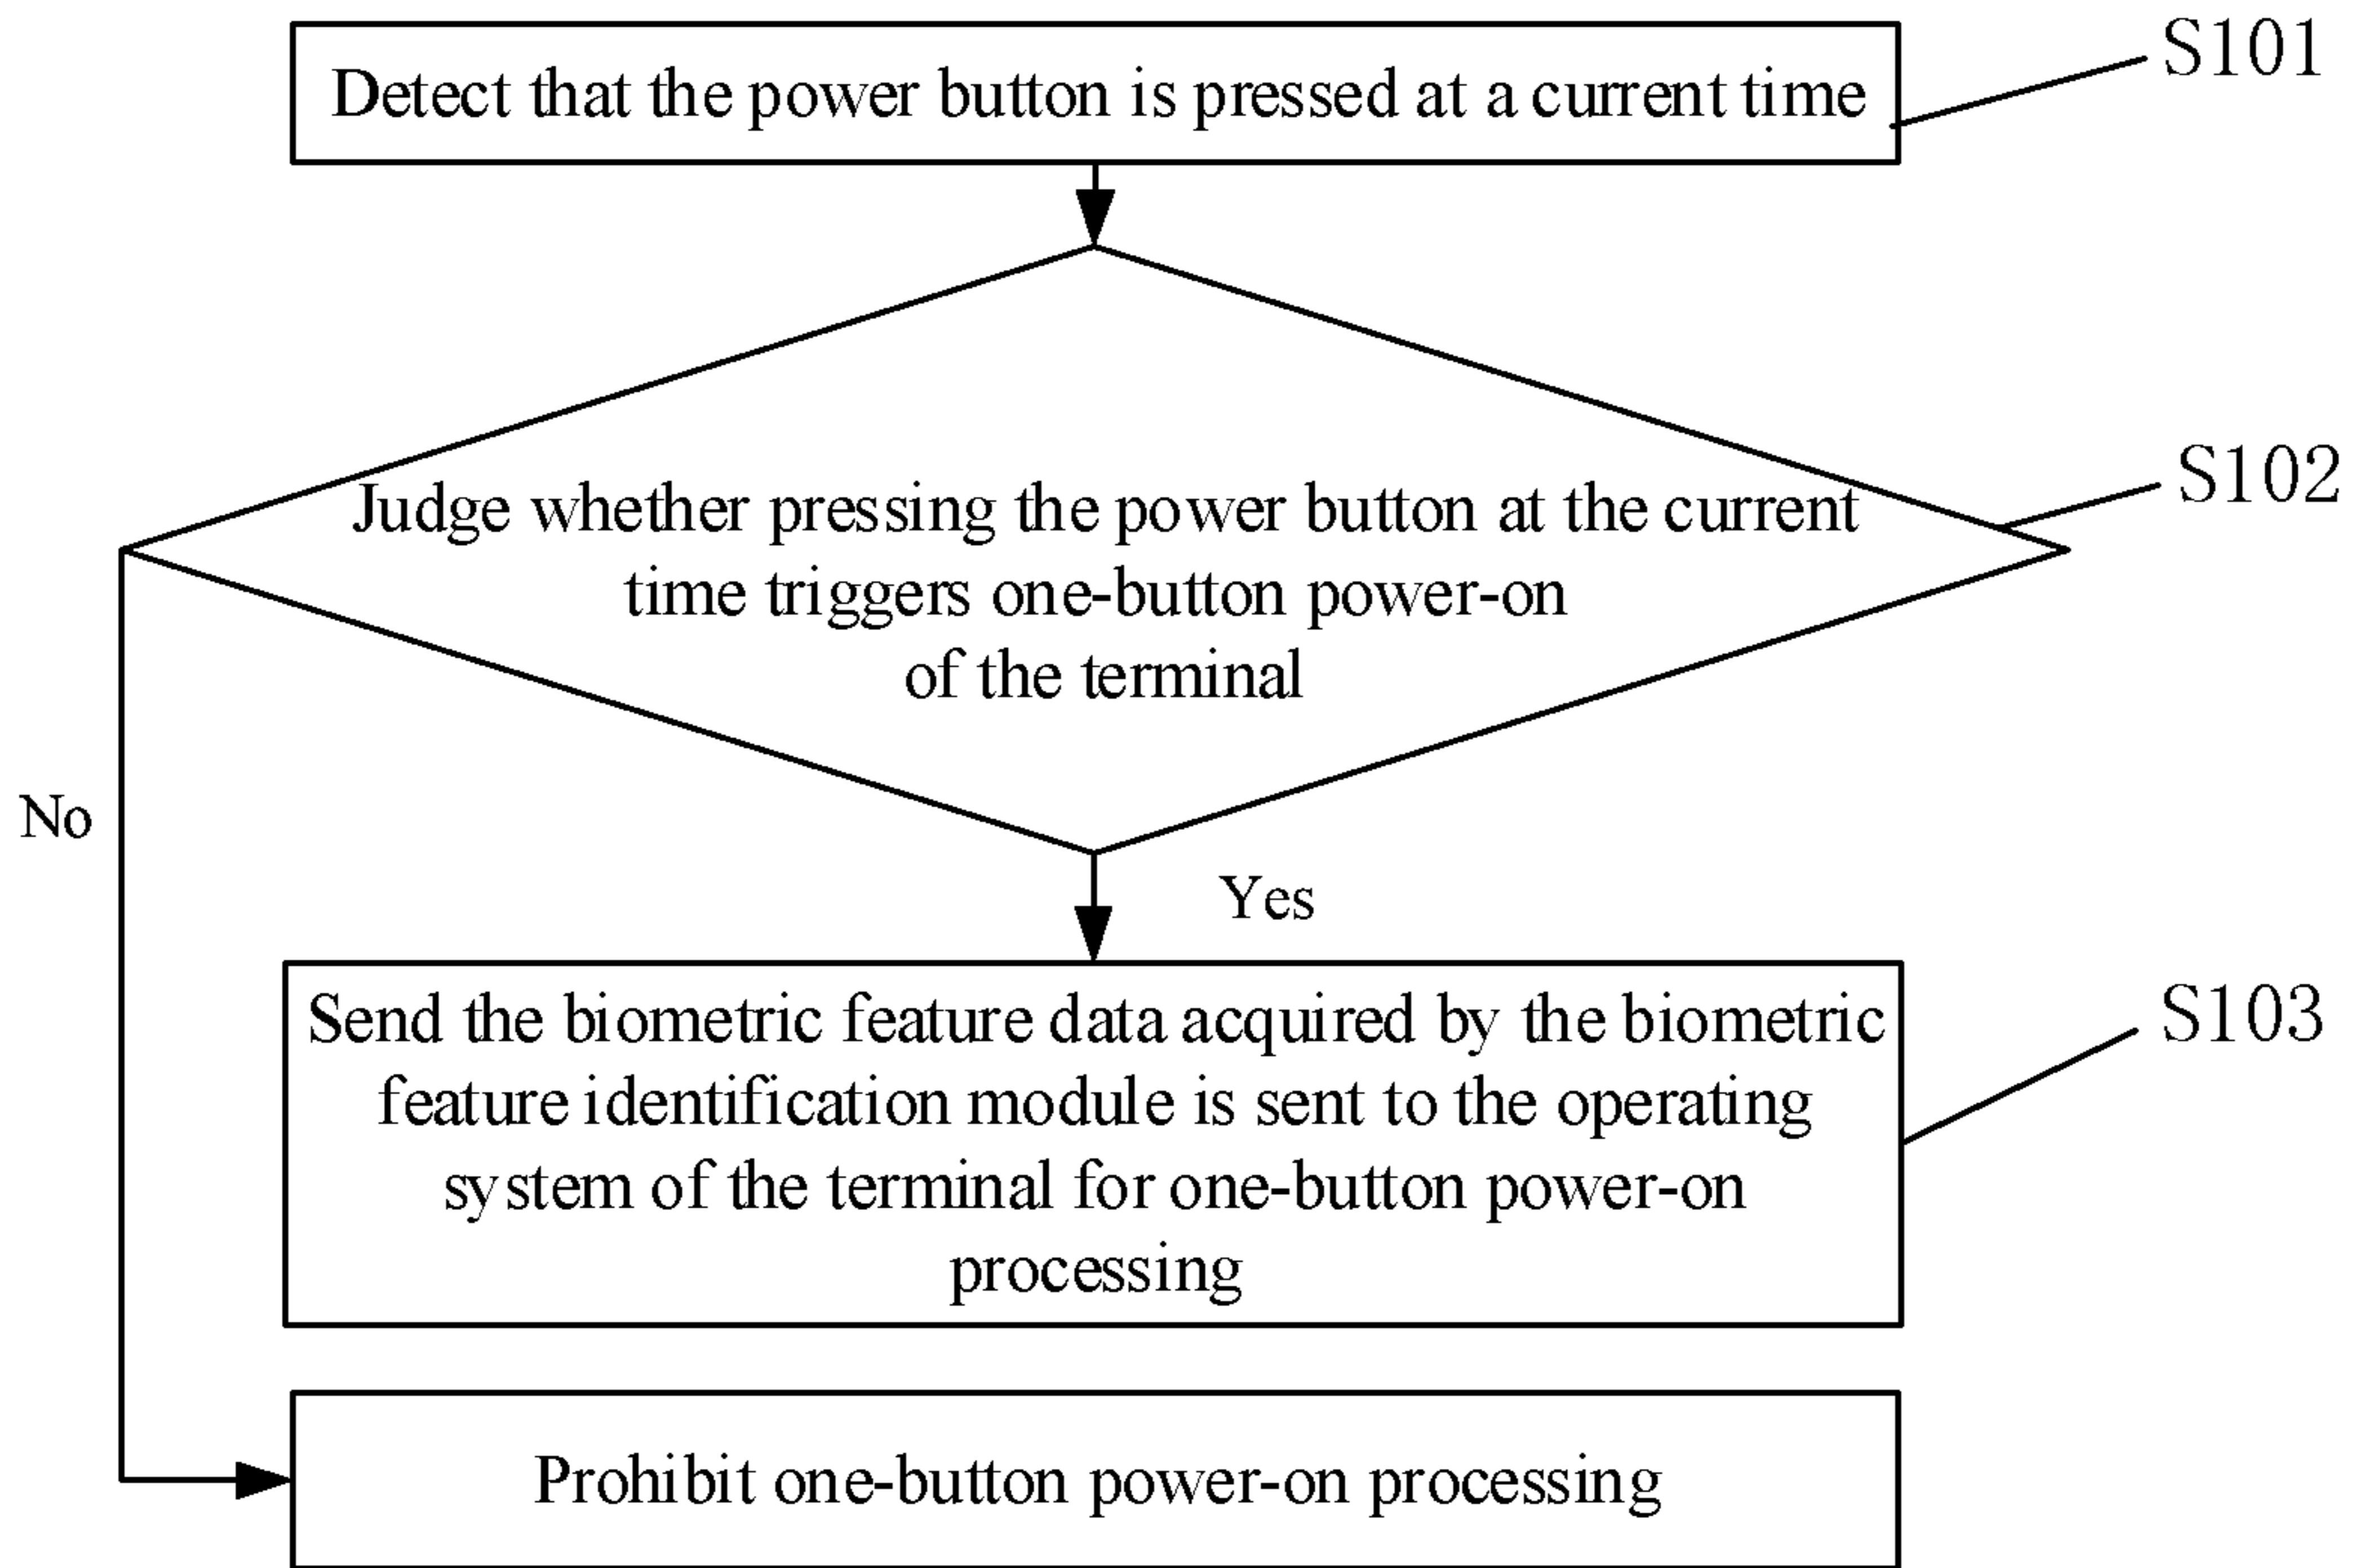 Detect that the power button is pressed at a current time
S101
Judge whether pressing the power button at the current
time triggers one-button power-on
of the terminal
S102
No
Yes
Send the biometric feature data acquired by the biometric
feature identification module is sent to the operating
system of the terminal for one-button power-on
processing
S103
Prohibit one-button power-on processing